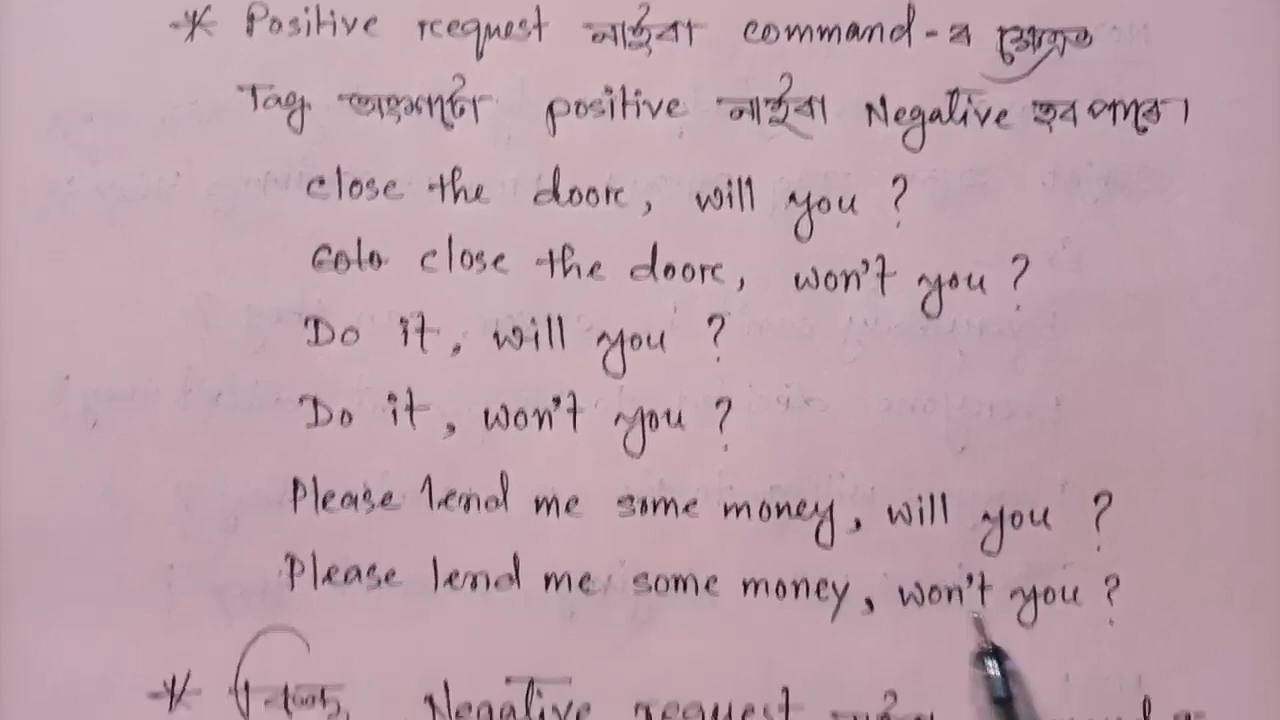 * Positive request নাইবা command-ৰ ক্ষেত্ৰত
Tag অংশটো positive নাইবা Negative হব পাৰে।
close the door, will you ?
close the door, won't you ?
Do it, will you ?
Do it, won't you ?
Please lend me some money, will you ?
Please lend me some money, won't you ?
* কিন্তু Negative request নাইবা